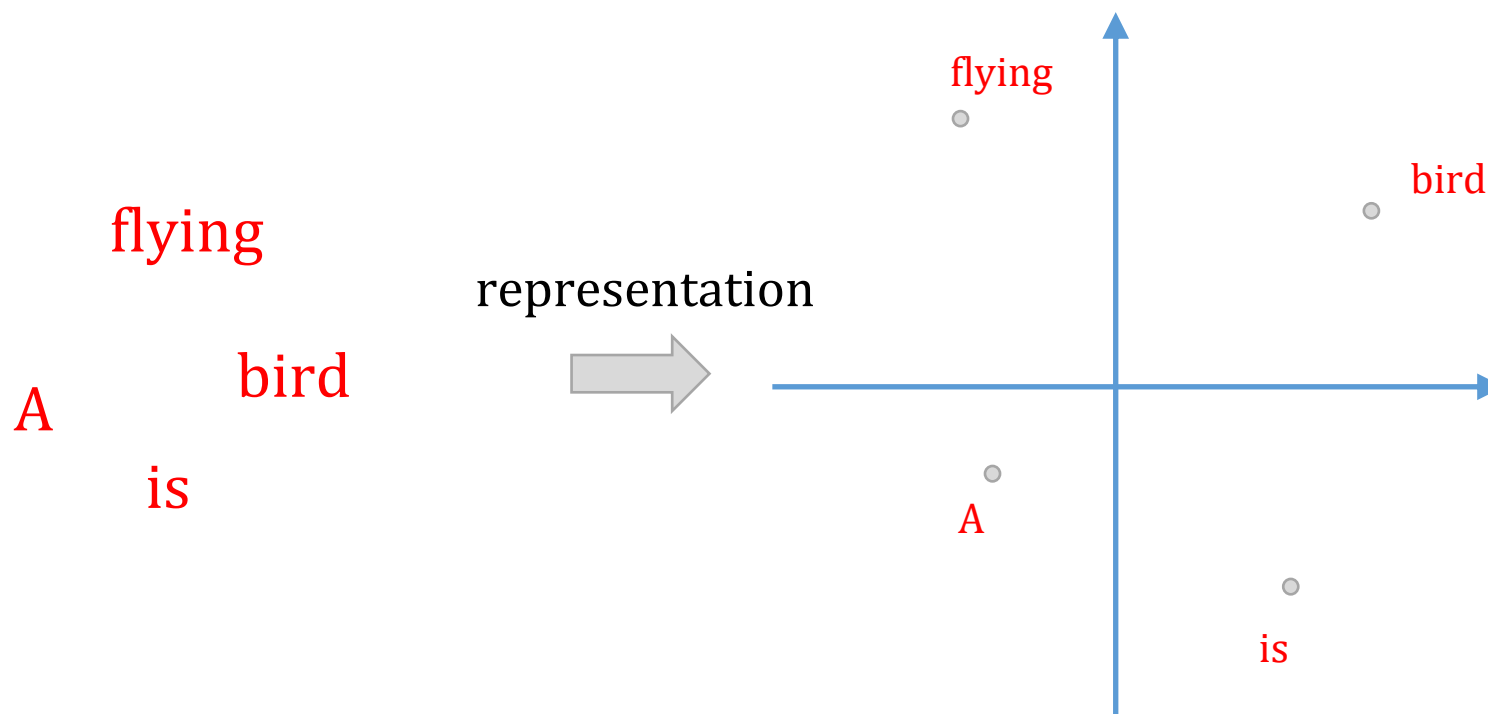 flying
bird
A
is
representation
flying
bird
A
is